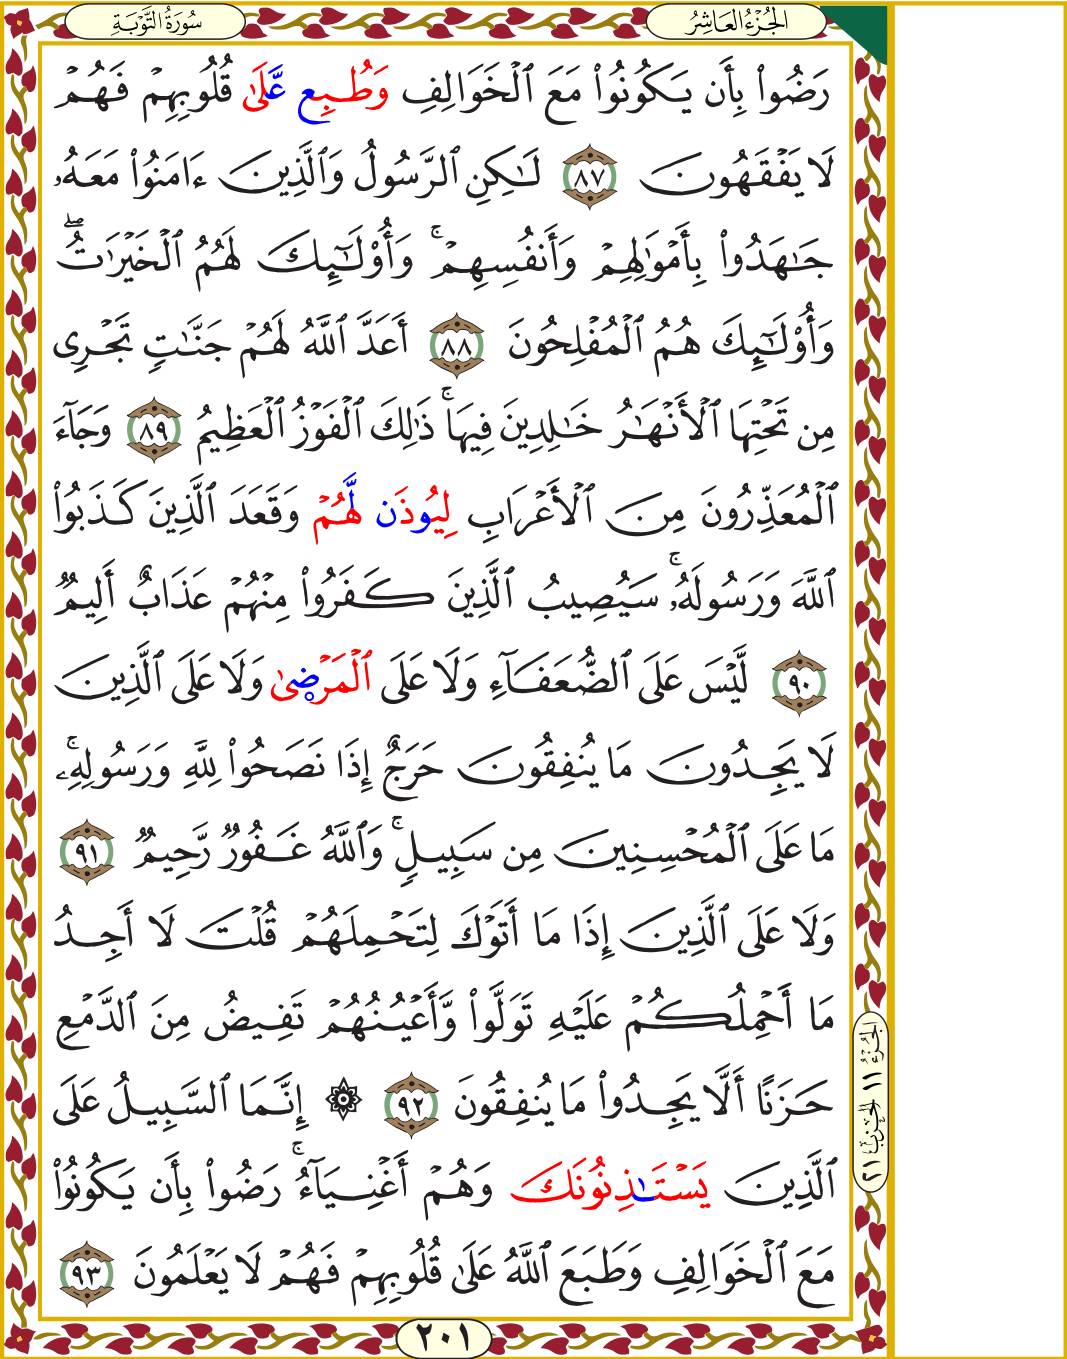 سُورَةُ التَّوْبَةِ
الجُزْءُ العَاشِرُ
رَضُوا۟ بِأَن يَكُونُوا۟ مَعَ ٱلْخَوَالِفِ وَطُبِع عَّلَىٰ قُلُوبِهِمْ فَهُمْ
لَا يَفْقَهُونَ ٨٧ لَٰكِنِ ٱلرَّسُولُ وَٱلَّذِينَ ءَامَنُوا۟ مَعَهُۥ
جَٰهَدُوا۟ بِأَمْوَٰلِهِمْ وَأَنفُسِهِمْ ۚ وَأُو۟لَٰٓئِكَ لَهُمُ ٱلْخَيْرَٰتُ ۖ
وَأُو۟لَٰٓئِكَ هُمُ ٱلْمُفْلِحُونَ ٨٨ أَعَدَّ ٱللَّهُ لَهُمْ جَنَّٰتٍ تَجْرِى
مِن تَحْتِهَا ٱلْأَنْهَٰرُ خَٰلِدِينَ فِيهَا ۚ ذَٰلِكَ ٱلْفَوْزُ ٱلْعَظِيمُ ٨٩ وَجَآءَ
ٱلْمُعَذِّرُونَ مِنَ ٱلْأَعْرَابِ لِيُوذَن لَّهُمْ وَقَعَدَ ٱلَّذِينَ كَذَبُوا۟
ٱللَّهَ وَرَسُولَهُۥ ۚ سَيُصِيبُ ٱلَّذِينَ كَفَرُوا۟ مِنْهُمْ عَذَابٌ أَلِيمٌ
٩٠ لَّيْسَ عَلَى ٱلضُّعَفَآءِ وَلَا عَلَى ٱلْمَرْضىٰ وَلَا عَلَى ٱلَّذِينَ
لَا يَجِدُونَ مَا يُنفِقُونَ حَرَجٌ إِذَا نَصَحُوا۟ لِلَّهِ وَرَسُولِهِۦ ۚ
مَا عَلَى ٱلْمُحْسِنِينَ مِن سَبِيلٍ ۚ وَٱللَّهُ غَفُورٌ رَّحِيمٌ ٩١
وَلَا عَلَى ٱلَّذِينَ إِذَا مَا أَتَوْكَ لِتَحْمِلَهُمْ قُلْتَ لَا أَجِدُ
مَا أَحْمِلُكُمْ عَلَيْهِ تَوَلَّوا۟ وَّأَعْيُنُهُمْ تَفِيضُ مِنَ ٱلدَّمْعِ
حَزَنًا أَلَّا يَجِدُوا۟ مَا يُنفِقُونَ ٩٢ ۞ إِنَّمَا ٱلسَّبِيلُ عَلَى
ٱلَّذِينَ يَسْتَـٰذِنُونَكَ وَهُمْ أَغْنِيَآءُ ۚ رَضُوا۟ بِأَن يَكُونُوا۟
مَعَ ٱلْخَوَالِفِ وَطَبَعَ ٱللَّهُ عَلَىٰ قُلُوبِهِمْ فَهُمْ لَا يَعْلَمُونَ ٩٣
الجُزْءُ ١١ الحِزْبُ ٢١
٢٠١